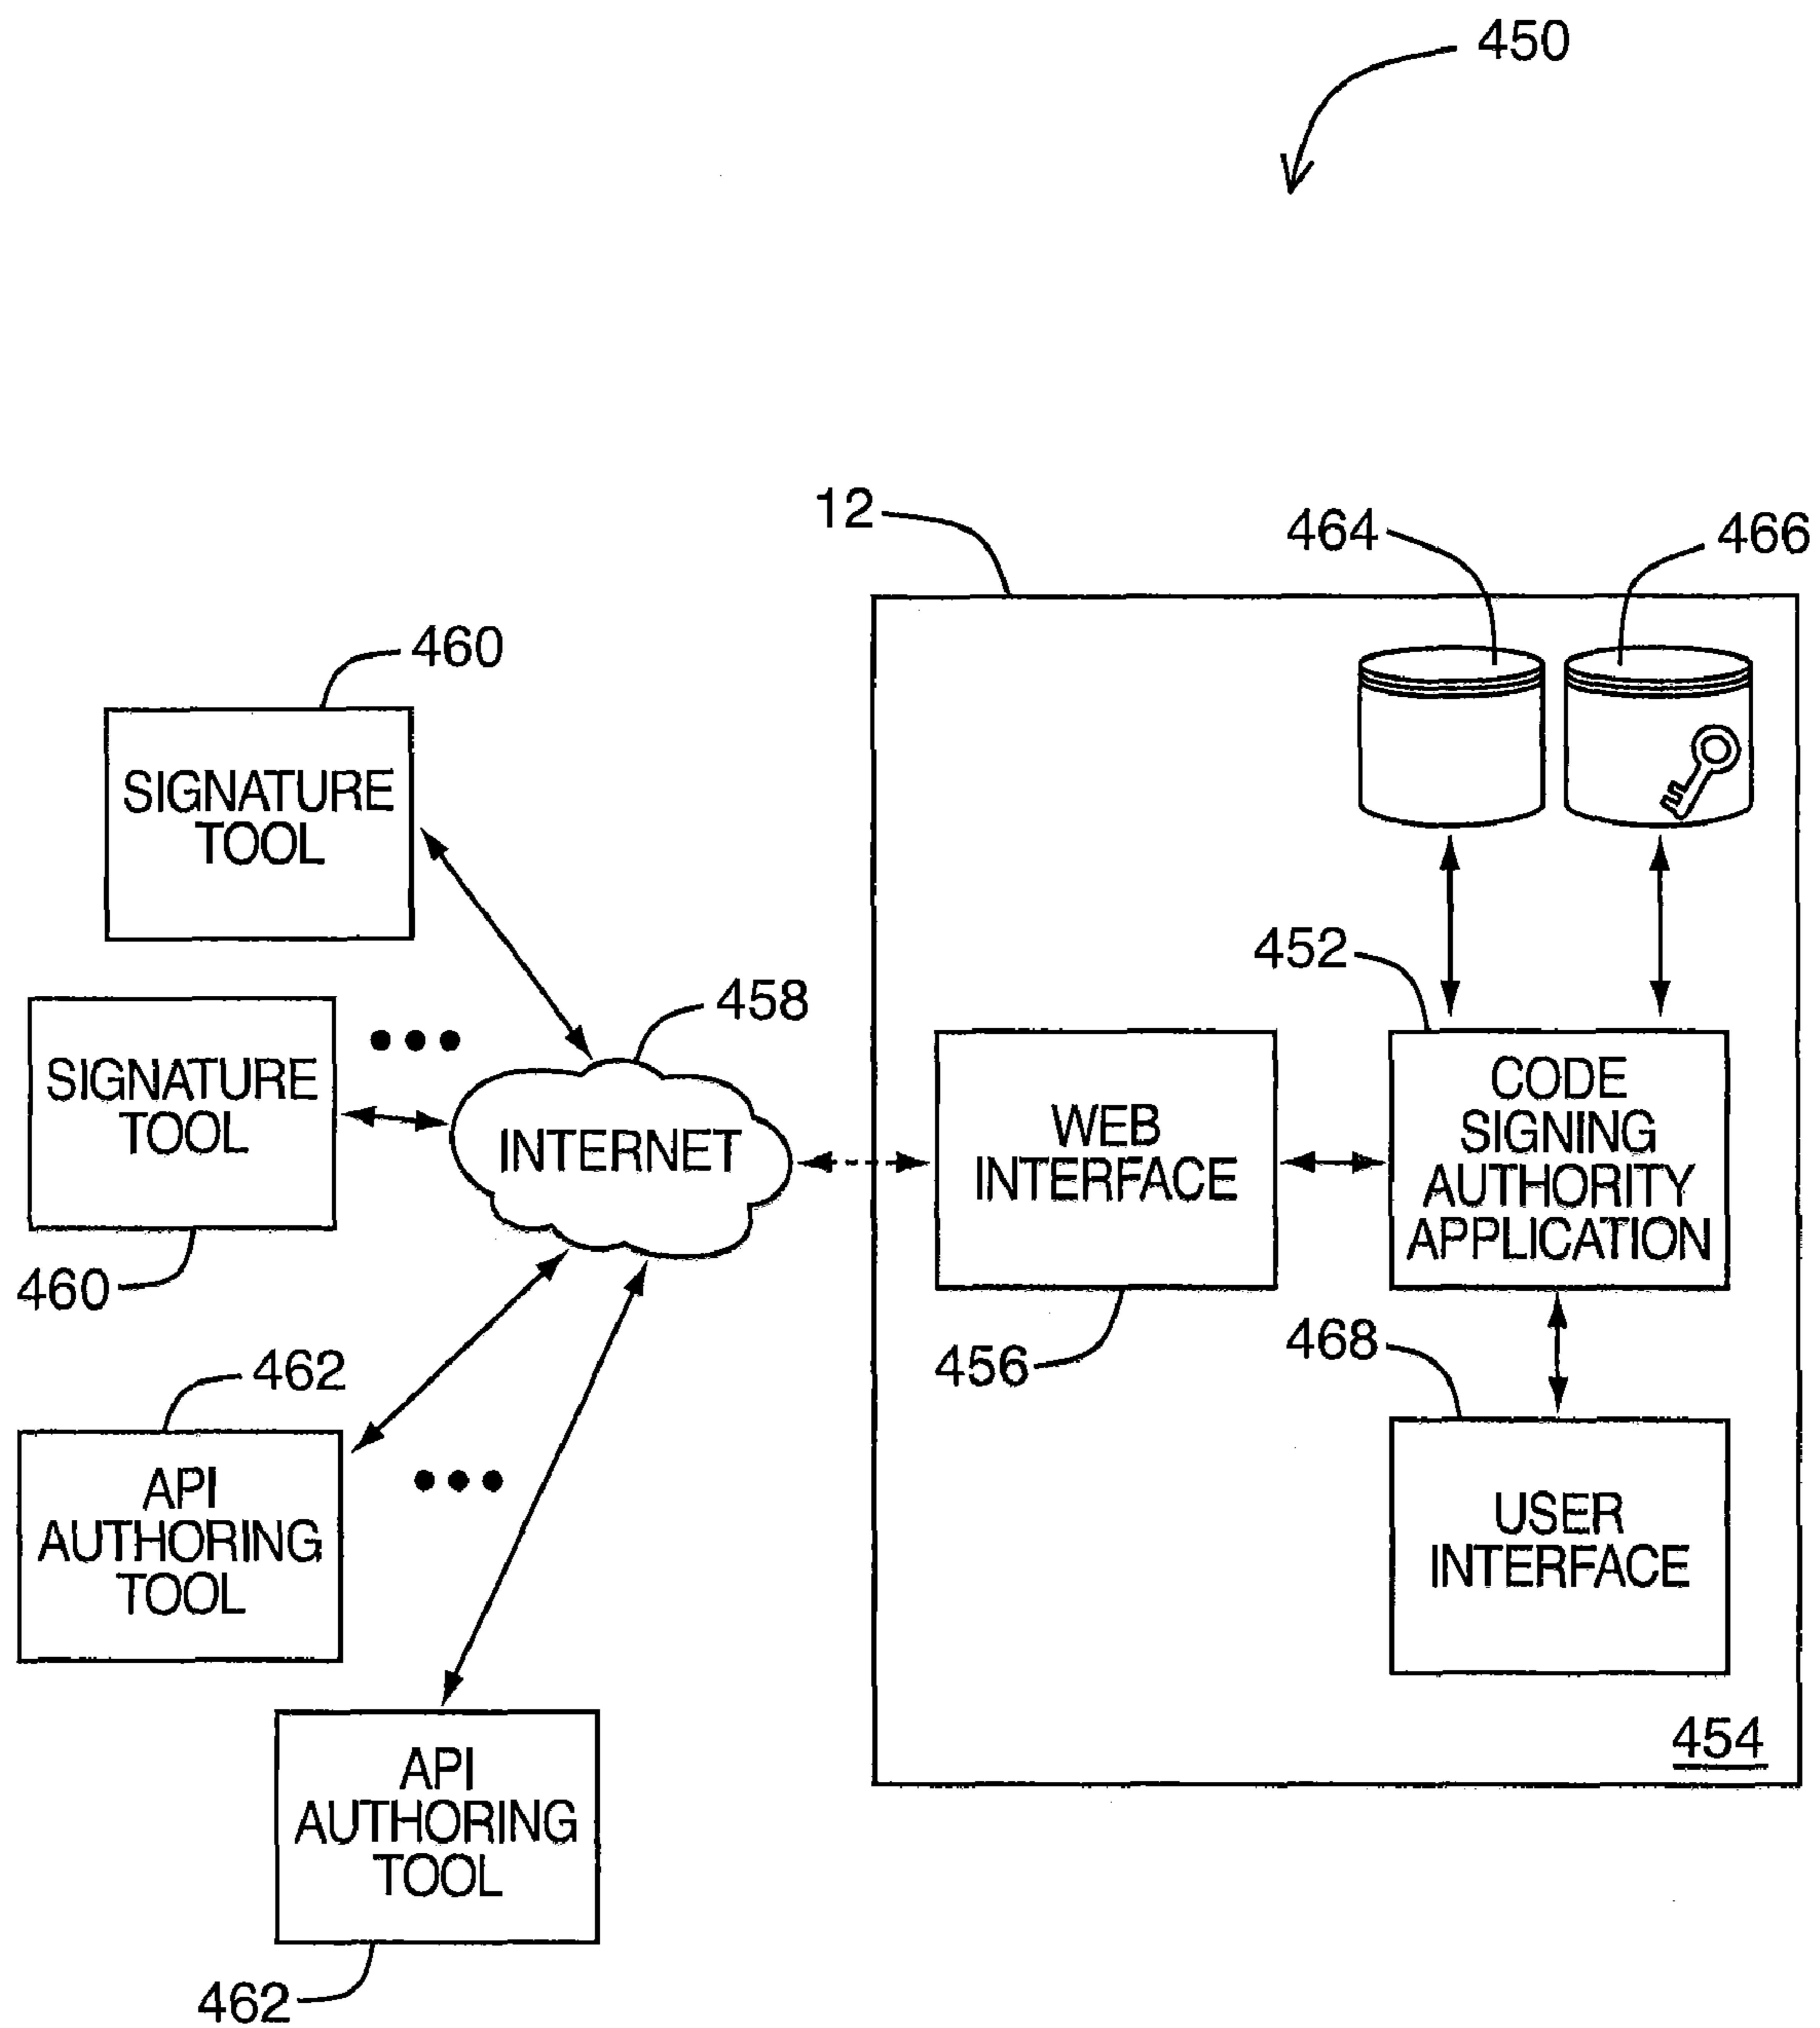 450
12
464
466
460
SIGNATURE
TOOL
452
458
SIGNATURE
TOOL
INTERNET
WEB
INTERFACE
CODE
SIGNING
AUTHORITY
APPLICATION
460
456
468
462
API
AUTHORING
TOOL
USER
INTERFACE
454
API
AUTHORING
TOOL
462